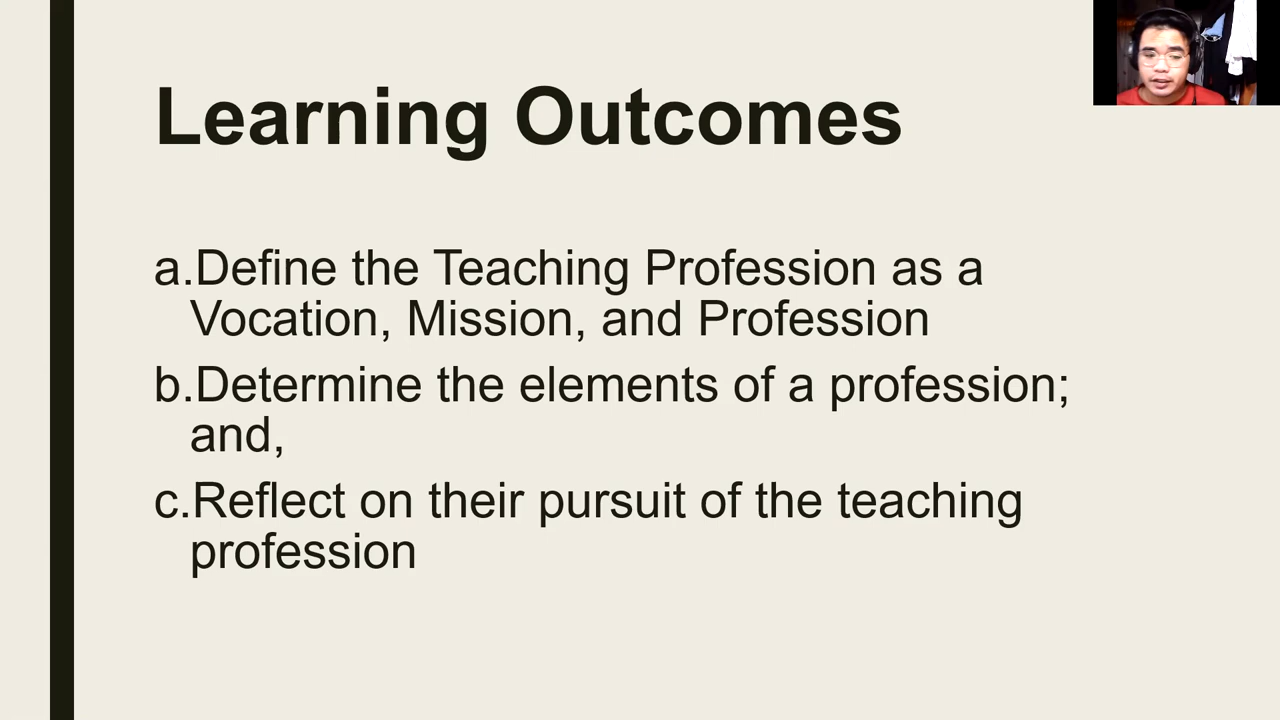 Learning Outcomes
a.Define the Teaching Profession as a
Vocation, Mission, and Profession
b.Determine the elements of a profession;
and,
c.Reflect on their pursuit of the teaching
profession